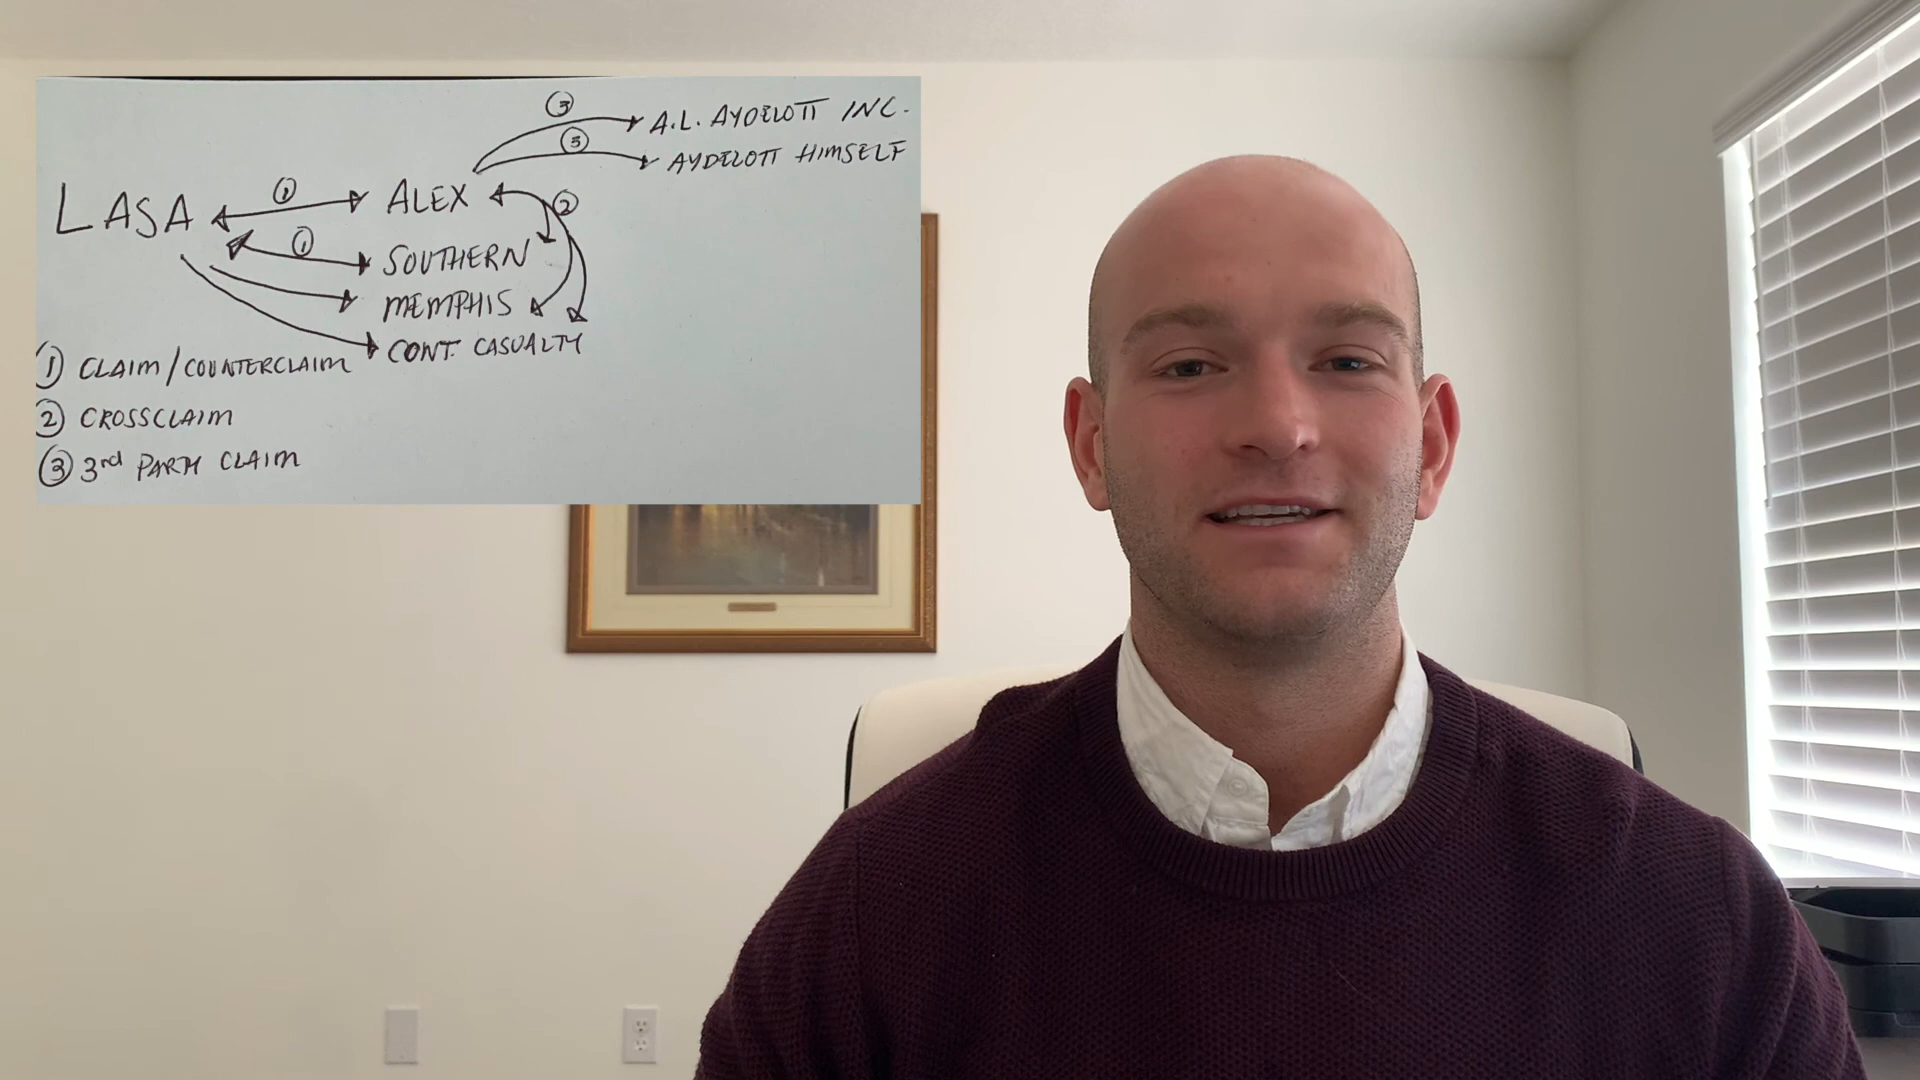 ③ A.L. AYDELOTT INC.
③ AYDELOTT HIMSELF
LASA ① ALEX ②
① SOUTHERN
MEMPHIS
CONT. CASUALTY
① CLAIM/COUNTERCLAIM
② CROSSCLAIM
③ 3rd PARTY CLAIM